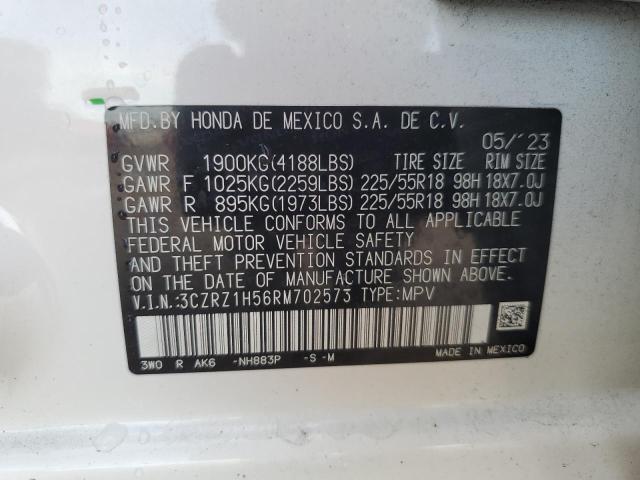 MFD.BY HONDA DE MEXICO S.A. DE C.V.
05/'23
GVWR 1900KG(4188LBS) TIRE SIZE RIM SIZE
GAWR F 1025KG(2259LBS) 225/55R18 98H 18X7.0J
GAWR R 895KG(1973LBS) 225/55R18 98H 18X7.0J
THIS VEHICLE CONFORMS TO ALL APPLICABLE
FEDERAL MOTOR VEHICLE SAFETY
AND THEFT PREVENTION STANDARDS IN EFFECT
ON THE DATE OF MANUFACTURE SHOWN ABOVE.
V.I.N.:3CZRZ1H56RM702573 TYPE:MPV
3W0 R AK6 -NH883P -S -M
MADE IN MEXICO